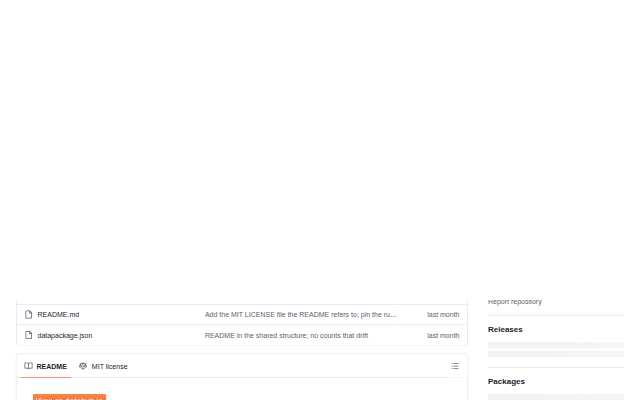 Report repository
README.md Add the MIT LICENSE file the README refers to; pin the ru... last month
Releases
datapackage.json README in the shared structure; no counts that drift last month
README MIT license
Packages